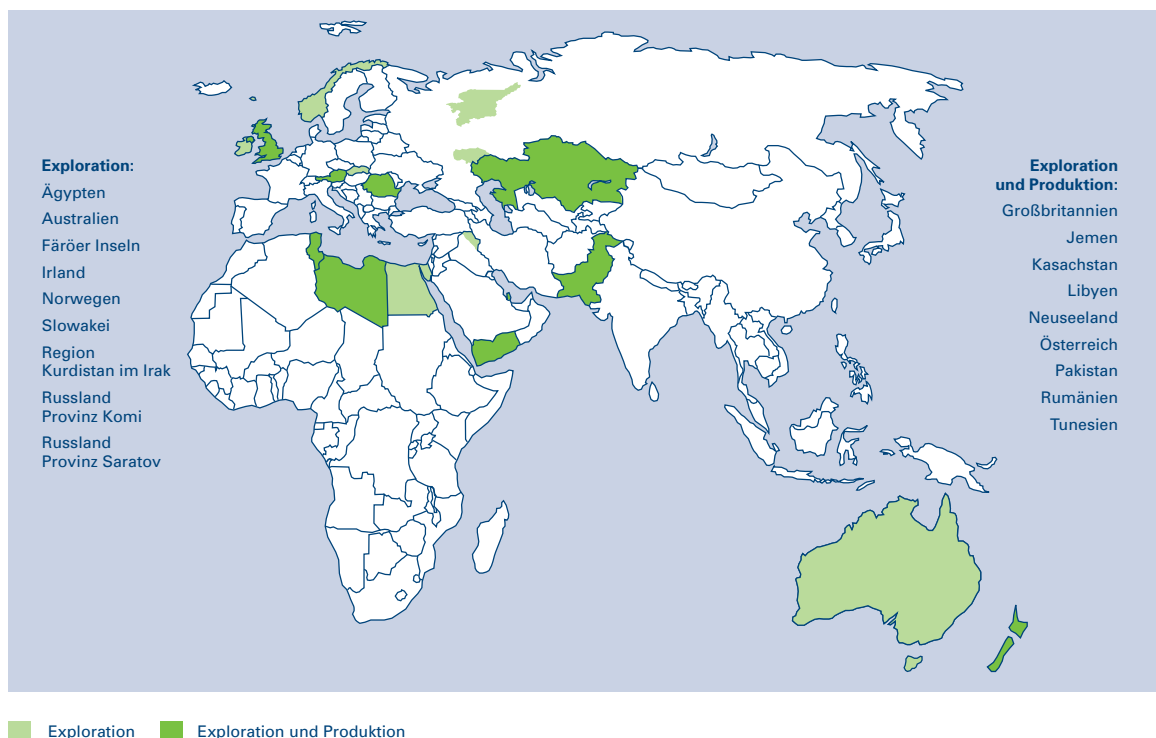 Exploration:
Ägypten
Australien
Färöer Inseln
Irland
Norwegen
Slowakei
Region
Kurdistan im Irak
Russland
Provinz Komi
Russland
Provinz Saratov
Exploration
und Produktion:
Großbritannien
Jemen
Kasachstan
Libyen
Neuseeland
Österreich
Pakistan
Rumänien
Tunesien
Exploration
Exploration und Produktion